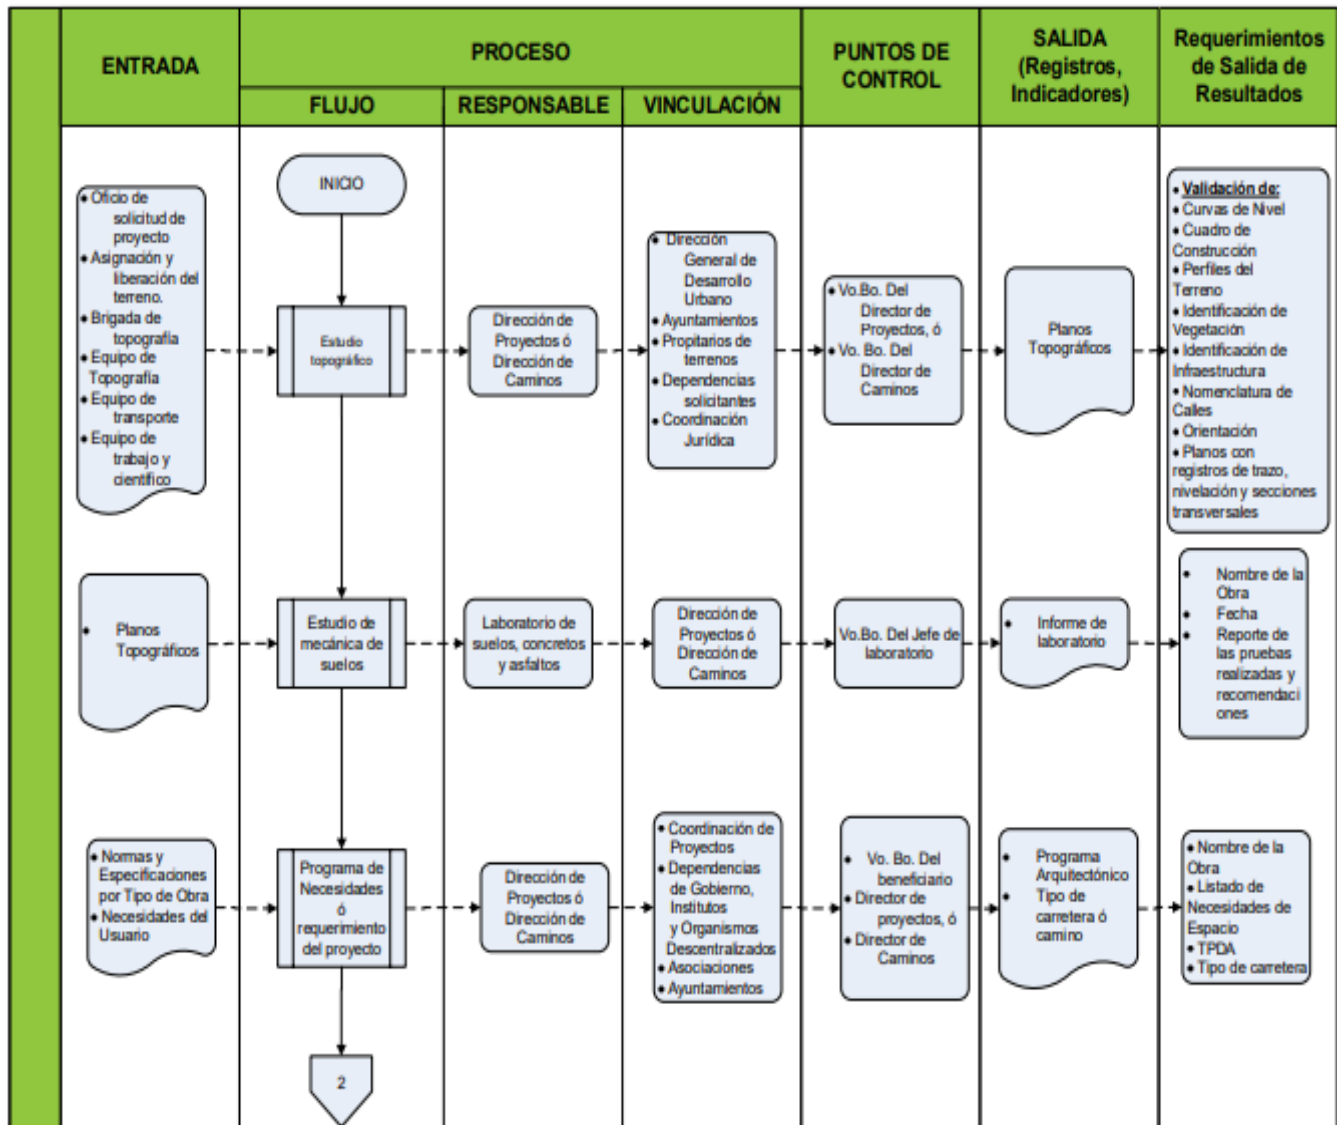 ENTRADA
PROCESO
PUNTOS DE
CONTROL
SALIDA
(Registros,
Indicadores)
Requerimientos
de Salida de
Resultados
FLUJO
RESPONSABLE
VINCULACIÓN
INICIO
• Oficio de
solicitud de
proyecto
• Asignación y
liberación del
terreno.
• Brigada de
topografía
• Equipo de
Topografía
• Equipo de
transporte
• Equipo de
trabajo y
científico
Estudio
topográfico
Dirección de
Proyectos ó
Dirección de
Caminos
• Dirección
General de
Desarrollo
Urbano
• Ayuntamientos
• Propitarios de
terrenos
• Dependencias
solicitantes
• Coordinación
Jurídica
• Vo.Bo. Del
Director de
Proyectos, ó
• Vo. Bo. Del
Director de
Caminos
Planos
Topográficos
• Validación de:
• Curvas de Nivel
• Cuadro de
Construcción
• Perfiles del
Terreno
• Identificación de
Vegetación
• Identificación de
Infraestructura
• Nomenclatura de
Calles
• Orientación
• Planos con
registros de trazo,
nivelación y secciones
transversales
• Planos
Topográficos
Estudio de
mecánica de
suelos
Laboratorio de
suelos, concretos
y asfaltos
Dirección de
Proyectos ó
Dirección de
Caminos
Vo.Bo. Del Jefe de
laboratorio
• Informe de
laboratorio
• Nombre de la
Obra
• Fecha
• Reporte de
las pruebas
realizadas y
recomendaci
ones
• Normas y
Especificaciones
por Tipo de Obra
• Necesidades del
Usuario
Programa de
Necesidades
ó
requerimiento
del proyecto
Dirección de
Proyectos ó
Dirección de
Caminos
• Coordinación de
Proyectos
• Dependencias
de Gobierno,
Institutos
y Organismos
Descentralizados
• Asociaciones
• Ayuntamientos
• Vo. Bo. Del
beneficiario
• Director de
proyectos, ó
• Director de
Caminos
• Programa
Arquitectónico
• Tipo de
carretera ó
camino
• Nombre de la
Obra
• Listado de
Necesidades de
Espacio
• TPDA
• Tipo de carretera
2